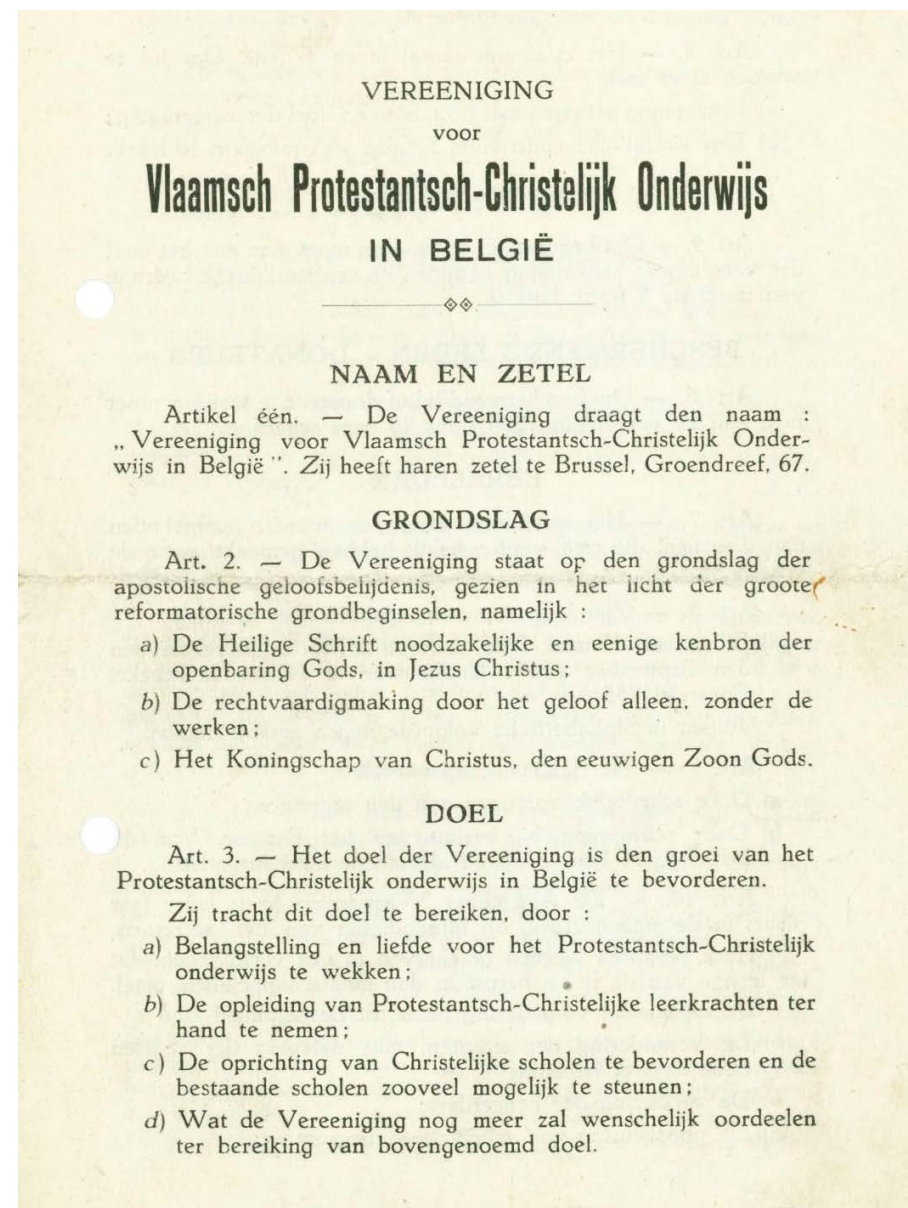 VEREENIGING
voor
Vlaamsch Protestantsch-Christelijk Onderwijs
IN BELGIË
NAAM EN ZETEL
Artikel één. — De Vereeniging draagt den naam :
„ Vereeniging voor Vlaamsch Protestantsch-Christelijk Onder-
wijs in België ". Zij heeft haren zetel te Brussel, Groendreef, 67.
GRONDSLAG
Art. 2. — De Vereeniging staat op den grondslag der
apostolische geloofsbelijdenis, gezien in het licht der groote
reformatorische grondbeginselen, namelijk :
a) De Heilige Schrift noodzakelijke en eenige kenbron der
openbaring Gods, in Jezus Christus;
b) De rechtvaardigmaking door het geloof alleen, zonder de
werken;
c) Het Koningschap van Christus, den eeuwigen Zoon Gods.
DOEL
Art. 3. — Het doel der Vereeniging is den groei van het
Protestantsch-Christelijk onderwijs in België te bevorderen.
Zij tracht dit doel te bereiken, door :
a) Belangstelling en liefde voor het Protestantsch-Christelijk
onderwijs te wekken;
b) De opleiding van Protestantsch-Christelijke leerkrachten ter
hand te nemen;
c) De oprichting van Christelijke scholen te bevorderen en de
bestaande scholen zooveel mogelijk te steunen;
d) Wat de Vereeniging nog meer zal wenschelijk oordeelen
ter bereiking van bovengenoemd doel.